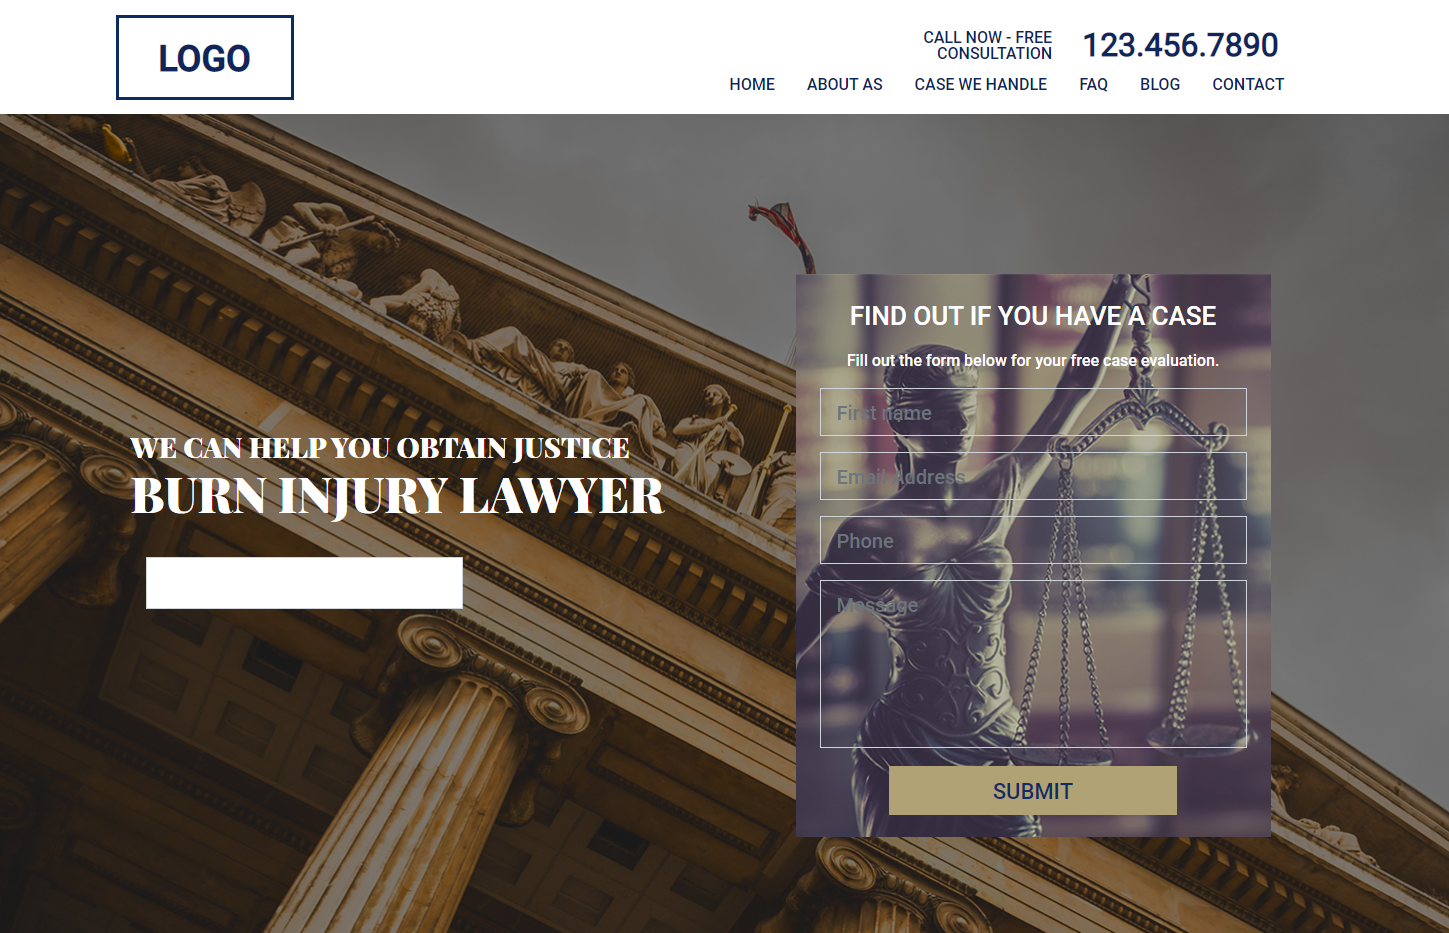 LOGO
CALL NOW - FREE
CONSULTATION
123.456.7890
HOME ABOUT AS CASE WE HANDLE FAQ BLOG CONTACT
WE CAN HELP YOU OBTAIN JUSTICE
BURN INJURY LAWYER
FIND OUT IF YOU HAVE A CASE
Fill out the form below for your free case evaluation.
First name
Email Address
Phone
Message
SUBMIT